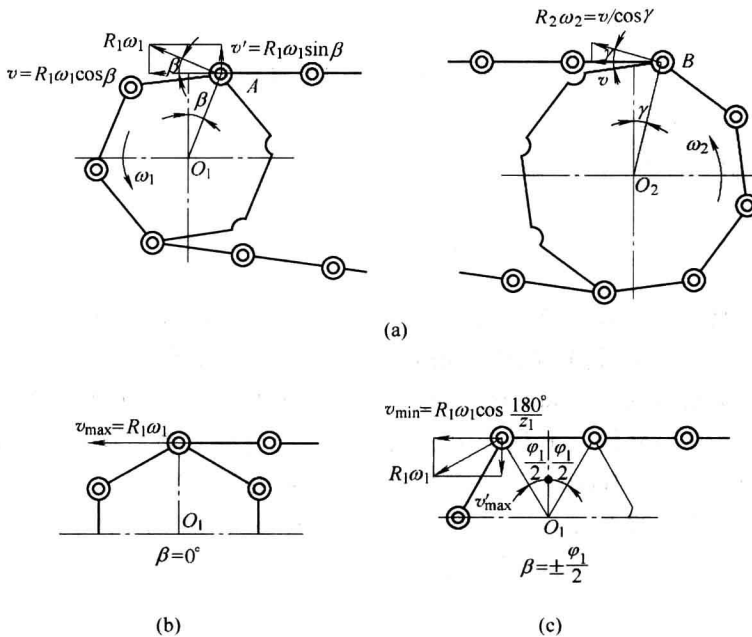 R₁ω₁
v′=R₁ω₁sinβ
v=R₁ω₁cosβ
β
A
β
O₁
ω₁
R₂ω₂=v/cosγ
γ
B
v
γ
O₂
ω₂
(a)
v_max=R₁ω₁
O₁
β=0°
(b)
v_min=R₁ω₁cos 180°/z₁
R₁ω₁
φ₁/2 φ₁/2
v′_max
O₁
β=±φ₁/2
(c)